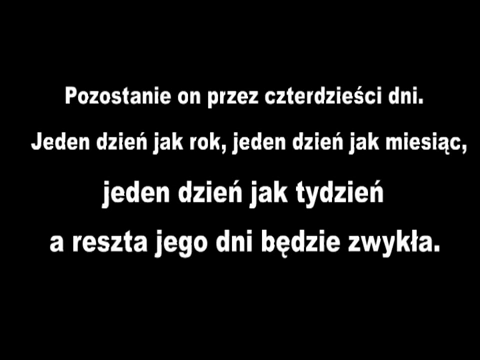 Pozostanie on przez czterdzieści dni.
Jeden dzień jak rok, jeden dzień jak miesiąc,
jeden dzień jak tydzień
a reszta jego dni będzie zwykła.